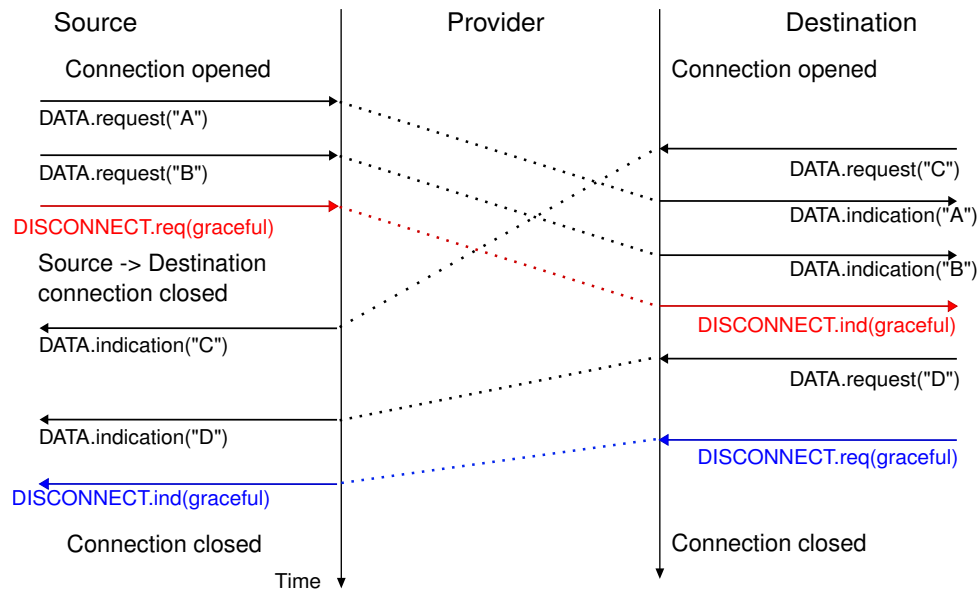 Source
Provider
Destination
Connection opened
Connection opened
DATA.request("A")
DATA.request("B")
DATA.request("C")
DISCONNECT.req(graceful)
DATA.indication("A")
Source -> Destination
connection closed
DATA.indication("B")
DISCONNECT.ind(graceful)
DATA.indication("C")
DATA.request("D")
DATA.indication("D")
DISCONNECT.req(graceful)
DISCONNECT.ind(graceful)
Connection closed
Connection closed
Time